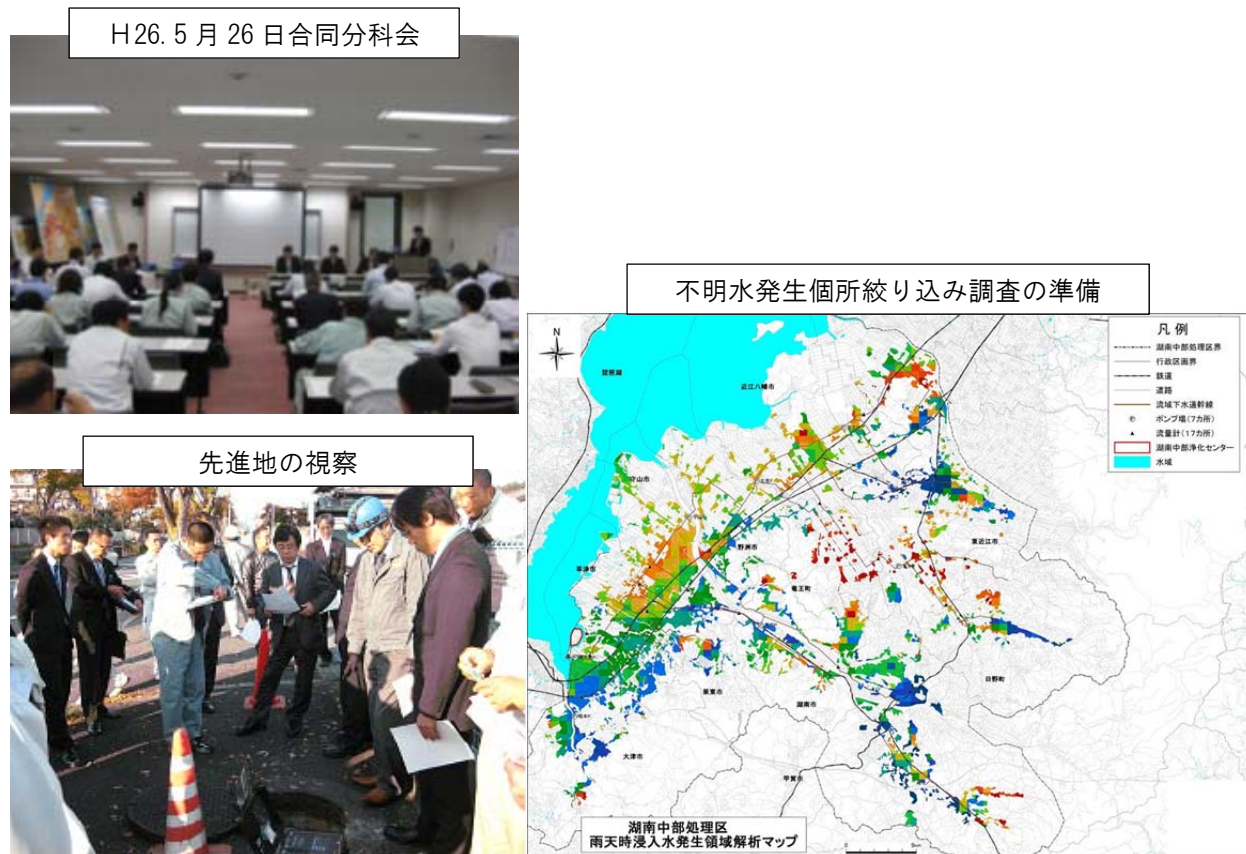 H26.5月26日合同分科会
不明水発生個所絞り込み調査の準備
先進地の視察
N
凡例
湖南中部処理区界
行政区画界
鉄道
道路
流域下水道幹線
ポンプ場(7カ所)
流量計(17カ所)
湖南中部浄化センター
水域
琵琶湖
近江八幡市
守山市
野洲市
東近江市
草津市
竜王町
栗東市
湖南市
日野町
大津市
甲賀市
湖南中部処理区
雨天時浸入水発生領域解析マップ